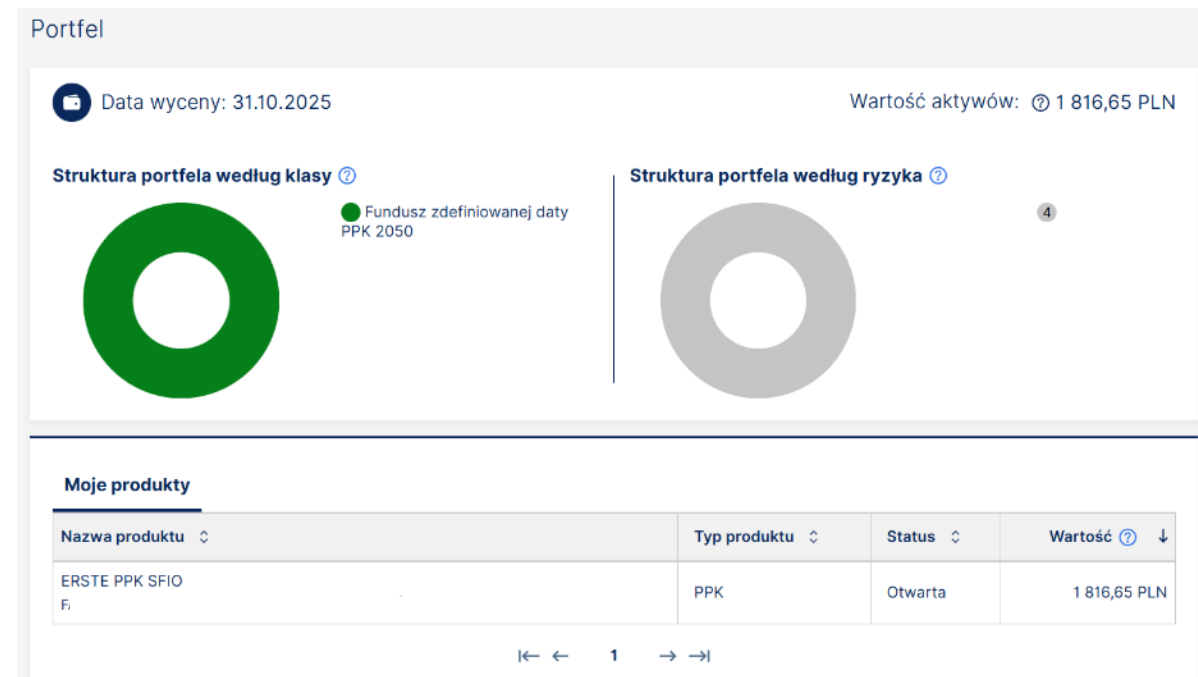 Portfel
Data wyceny: 31.10.2025
Wartość aktywów: 1 816,65 PLN
Struktura portfela według klasy
Fundusz zdefiniowanej daty
PPK 2050
Struktura portfela według ryzyka
4
Moje produkty
Nazwa produktu Typ produktu Status Wartość
ERSTE PPK SFIO PPK Otwarta 1 816,65 PLN
1